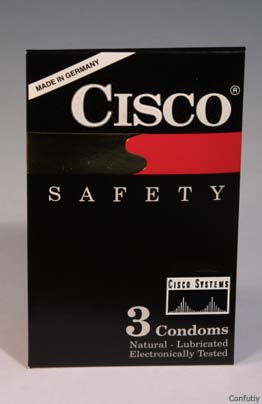 MADE IN GERMANY
CISCO®
SAFETY
CISCO SYSTEMS
3 Condoms
Natural - Lubricated
Electronically Tested
Confutiy